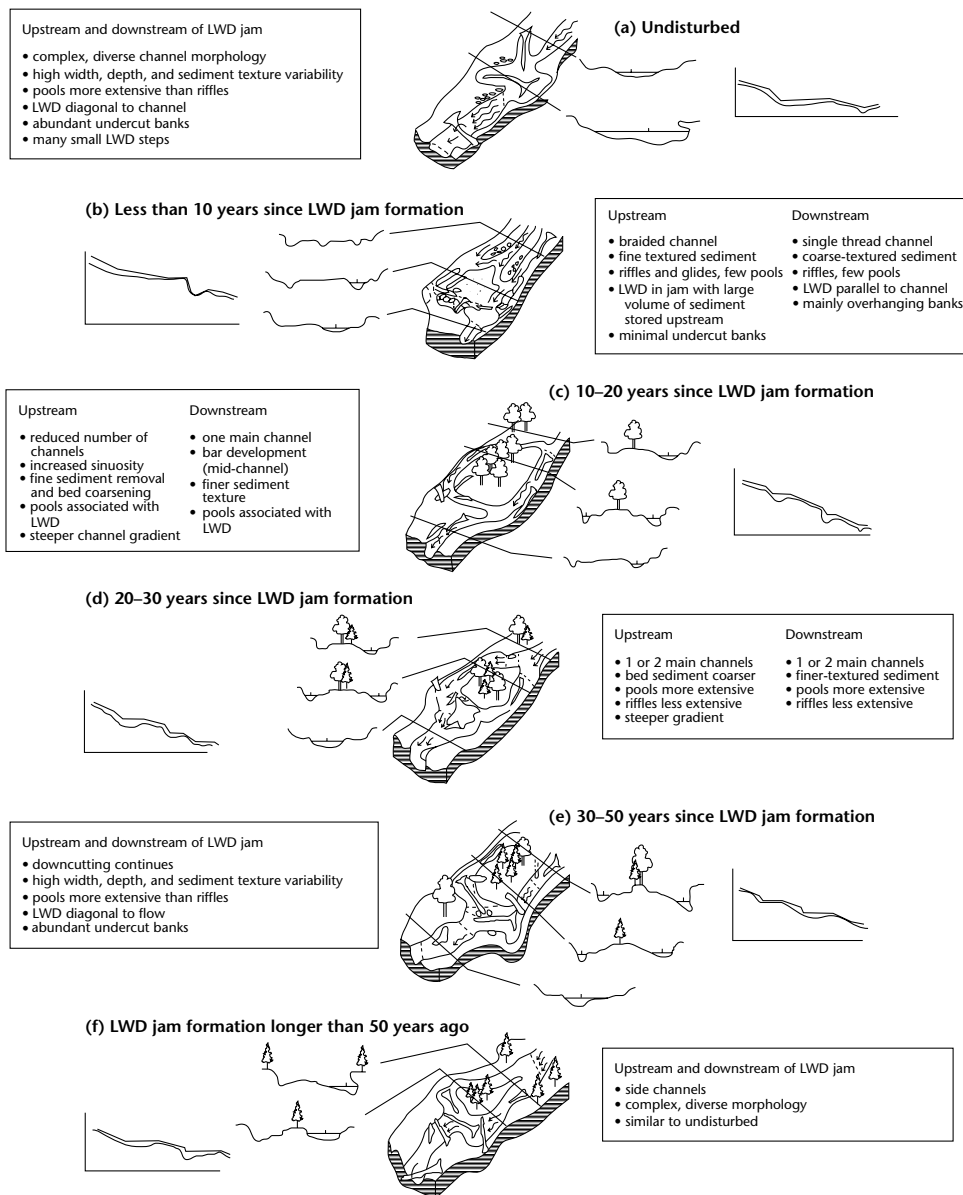 Upstream and downstream of LWD jam
• complex, diverse channel morphology
• high width, depth, and sediment texture variability
• pools more extensive than riffles
• LWD diagonal to channel
• abundant undercut banks
• many small LWD steps
(a) Undisturbed
(b) Less than 10 years since LWD jam formation
Upstream
• braided channel
• fine textured sediment
• riffles and glides, few pools
• LWD in jam with large
volume of sediment
stored upstream
• minimal undercut banks
Downstream
• single thread channel
• coarse-textured sediment
• riffles, few pools
• LWD parallel to channel
• mainly overhanging banks
(c) 10–20 years since LWD jam formation
Upstream
• reduced number of
channels
• increased sinuosity
• fine sediment removal
and bed coarsening
• pools associated with
LWD
• steeper channel gradient
Downstream
• one main channel
• bar development
(mid-channel)
• finer sediment
texture
• pools associated with
LWD
(d) 20–30 years since LWD jam formation
Upstream
• 1 or 2 main channels
• bed sediment coarser
• pools more extensive
• riffles less extensive
• steeper gradient
Downstream
• 1 or 2 main channels
• finer-textured sediment
• pools more extensive
• riffles less extensive
(e) 30–50 years since LWD jam formation
Upstream and downstream of LWD jam
• downcutting continues
• high width, depth, and sediment texture variability
• pools more extensive than riffles
• LWD diagonal to flow
• abundant undercut banks
(f) LWD jam formation longer than 50 years ago
Upstream and downstream of LWD jam
• side channels
• complex, diverse morphology
• similar to undisturbed